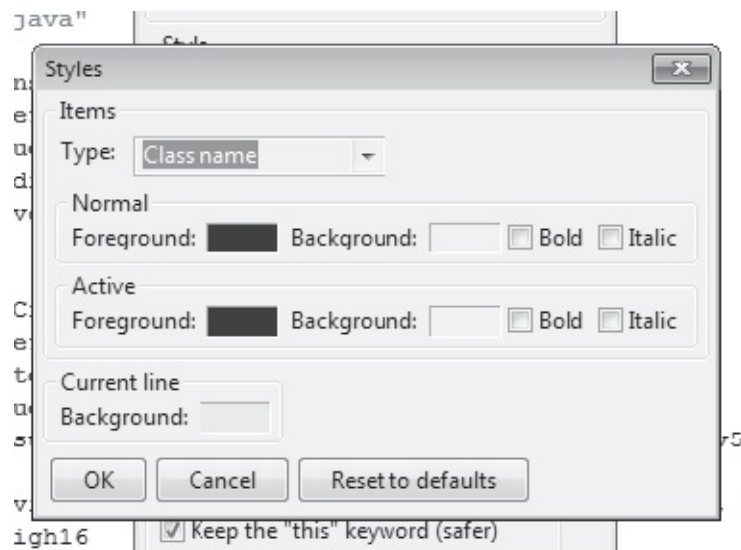 java"
Style
Styles
Items
Type: Class name
Normal
Foreground: Background: Bold Italic
Active
Foreground: Background: Bold Italic
Current line
Background:
OK Cancel Reset to defaults
Keep the "this" keyword (safer)
igh16